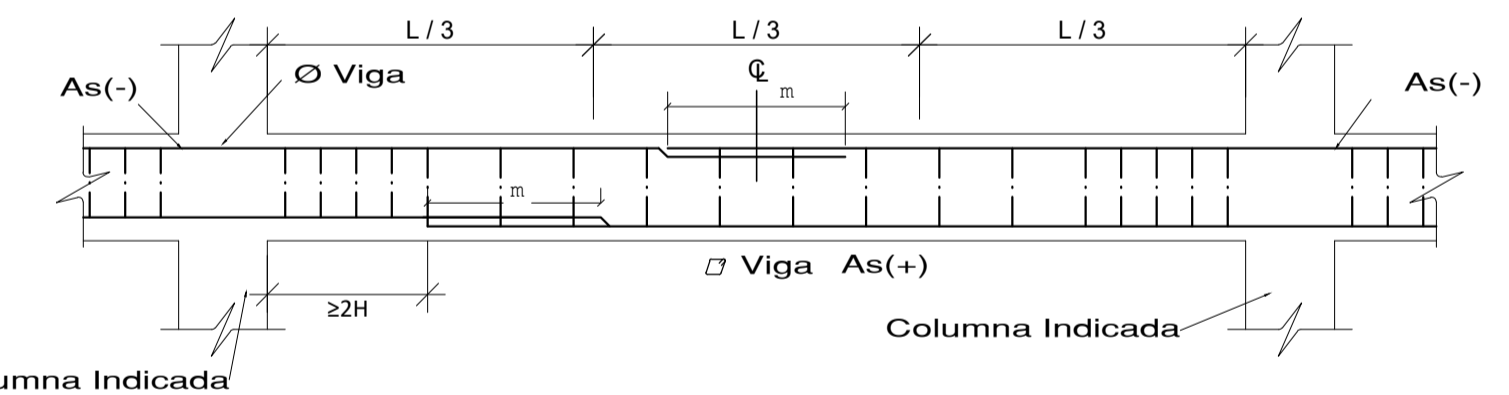 L / 3
L / 3
L / 3
℄
As(-)
Ø Viga
m
As(-)
m
Viga As(+)
≥2H
Columna Indicada
umna Indicada